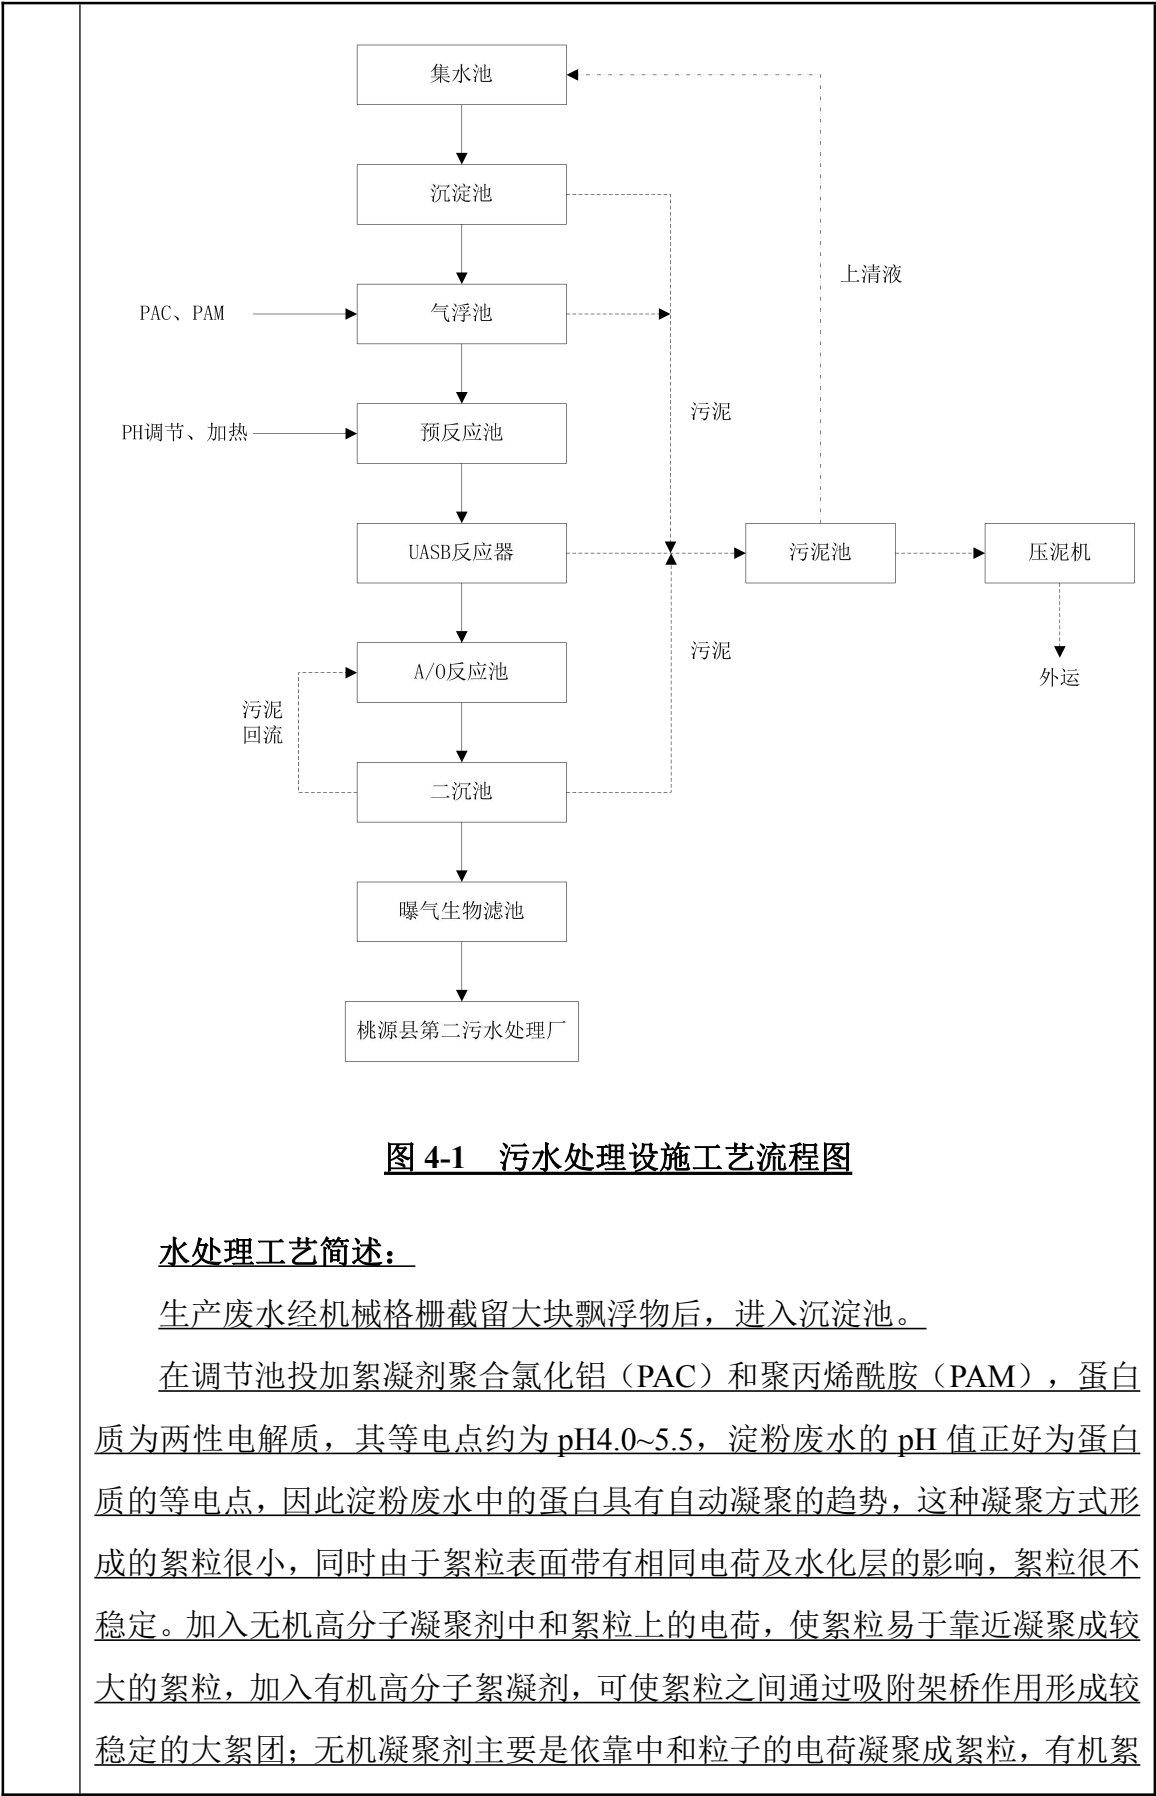 集水池
沉淀池
上清液
PAC、PAM
气浮池
污泥
PH调节、加热
预反应池
UASB反应器
污泥池
压泥机
污泥
A/O反应池
外运
污泥
回流
二沉池
曝气生物滤池
桃源县第二污水处理厂
图 4-1 污水处理设施工艺流程图
水处理工艺简述：
生产废水经机械格栅截留大块飘浮物后，进入沉淀池。
在调节池投加絮凝剂聚合氯化铝（PAC）和聚丙烯酰胺（PAM），蛋白
质为两性电解质，其等电点约为 pH4.0~5.5，淀粉废水的 pH 值正好为蛋白
质的等电点，因此淀粉废水中的蛋白具有自动凝聚的趋势，这种凝聚方式形
成的絮粒很小，同时由于絮粒表面带有相同电荷及水化层的影响，絮粒很不
稳定。加入无机高分子凝聚剂中和絮粒上的电荷，使絮粒易于靠近凝聚成较
大的絮粒，加入有机高分子絮凝剂，可使絮粒之间通过吸附架桥作用形成较
稳定的大絮团；无机凝聚剂主要是依靠中和粒子的电荷凝聚成絮粒，有机絮